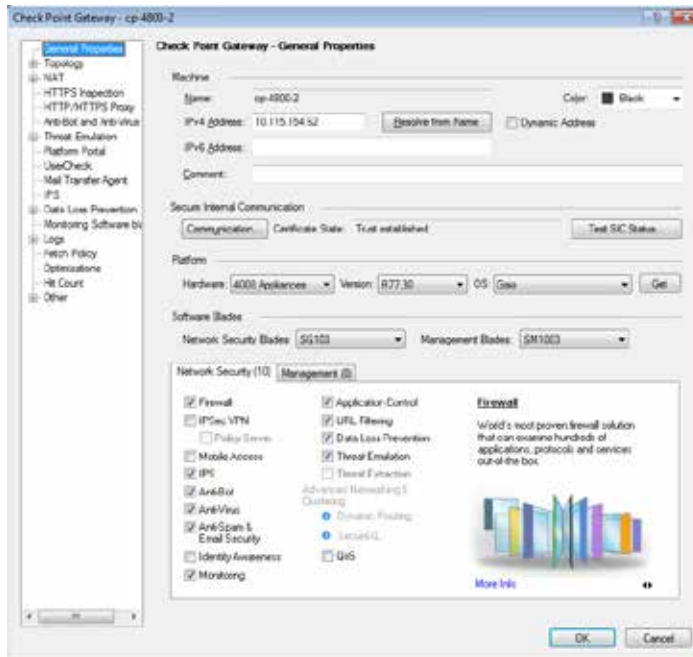 Check Point Gateway - cp-4800-2
General Properties
Topology
NAT
HTTPS Inspection
HTTP/HTTPS Proxy
Anti-Bot and Anti-Virus
Threat Emulation
Platform Portal
UserCheck
Mail Transfer Agent
IPS
Data Loss Prevention
Monitoring Software bla
Logs
Fetch Policy
Optimizations
Hit Count
Other
Check Point Gateway - General Properties
Machine
Name: cp-4800-2 Color: Black
IPv4 Address: 10.115.154.52 Resolve from Name Dynamic Address
IPv6 Address:
Comment:
Secure Internal Communication
Communication... Certificate State: Trust established Test SIC Status...
Platform
Hardware: 4000 Appliances Version: R77.30 OS: Gaia Get
Software Blades
Network Security Blades: SG103 Management Blades: SM1003
Network Security (10) Management (0)
Firewall
IPSec VPN
Policy Server
Mobile Access
IPS
Anti-Bot
Anti-Virus
Anti-Spam &
Email Security
Identity Awareness
Monitoring
Application Control
URL Filtering
Data Loss Prevention
Threat Emulation
Threat Extraction
Advanced Networking &
Clustering
Dynamic Routing
SecureXL
QoS
Firewall
World's most proven firewall solution
that can examine hundreds of
applications, protocols and services
out-of-the box.
More Info
OK Cancel